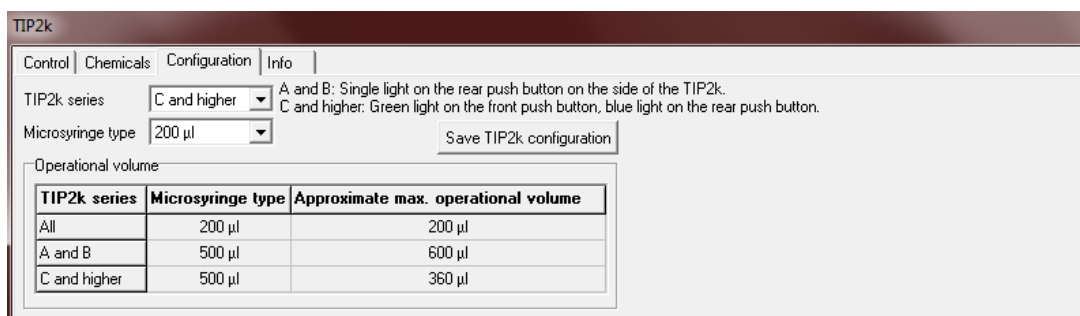 TIP2k
Control Chemicals Configuration Info
TIP2k series C and higher A and B: Single light on the rear push button on the side of the TIP2k.
C and higher: Green light on the front push button, blue light on the rear push button.
Microsyringe type 200 µl Save TIP2k configuration
Operational volume
TIP2k series Microsyringe type Approximate max. operational volume
All 200 µl 200 µl
A and B 500 µl 600 µl
C and higher 500 µl 360 µl